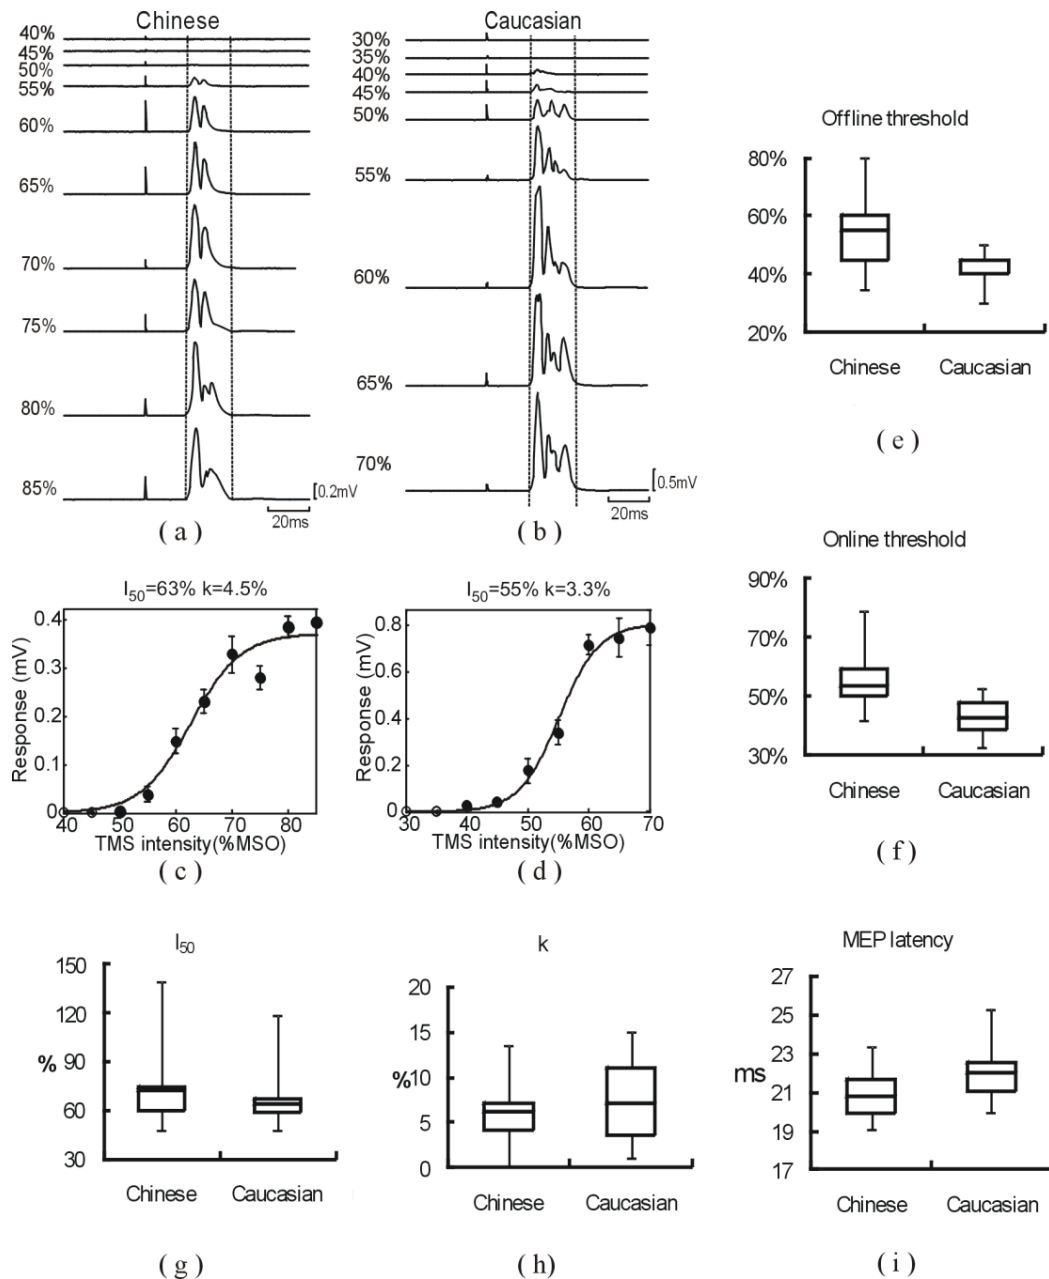 Chinese
40%
45%
50%
55%
60%
65%
70%
75%
80%
85%
0.2mV
20ms
( a )
Caucasian
30%
35%
40%
45%
50%
55%
60%
65%
70%
0.5mV
20ms
( b )
Offline threshold
80%
60%
40%
20%
Chinese Caucasian
( e )
I50=63% k=4.5%
Response (mV)
0.4
0.3
0.2
0.1
0
40 50 60 70 80
TMS intensity(%MSO)
( c )
I50=55% k=3.3%
Response (mV)
0.8
0.6
0.4
0.2
0
30 40 50 60 70
TMS intensity(%MSO)
( d )
Online threshold
90%
70%
50%
30%
Chinese Caucasian
( f )
I50
150
120
90
60
30
%
Chinese Caucasian
( g )
k
20
15
10
5
0
%
Chinese Caucasian
( h )
MEP latency
27
25
23
21
19
17
ms
Chinese Caucasian
( i )